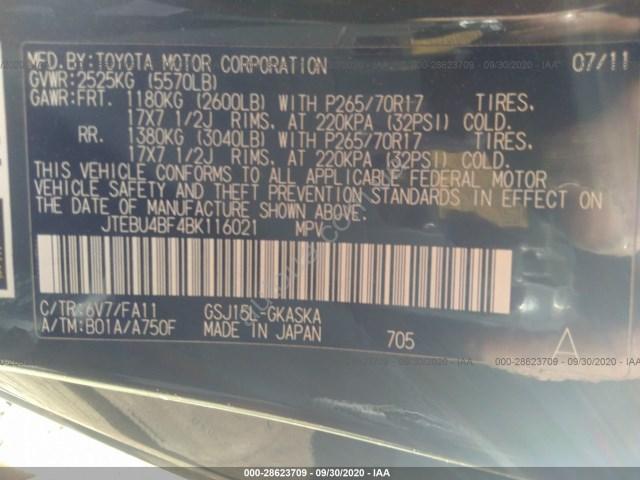 MFD.BY:TOYOTA MOTOR CORPORATION 07/11
GVWR:2525KG (5570LB)
GAWR:FRT. 1180KG (2600LB) WITH P265/70R17 TIRES,
17X7 1/2J RIMS, AT 220KPA (32PSI) COLD.
RR. 1380KG (3040LB) WITH P265/70R17 TIRES,
17X7 1/2J RIMS, AT 220KPA (32PSI) COLD.
THIS VEHICLE CONFORMS TO ALL APPLICABLE FEDERAL MOTOR
VEHICLE SAFETY AND THEFT PREVENTION STANDARDS IN EFFECT ON
THE DATE OF MANUFACTURE SHOWN ABOVE.
JTEBU4BF4BK116021 MPV
C/TR:6V7/FA11 GSJ15L-GKASKA
A/TM:B01A/A750F MADE IN JAPAN 705
000-28623709 - 09/30/2020 - IAA
000-28623709 - 09/30/2020 - IAA
000-28623709 - 09/30/2020 - IAA